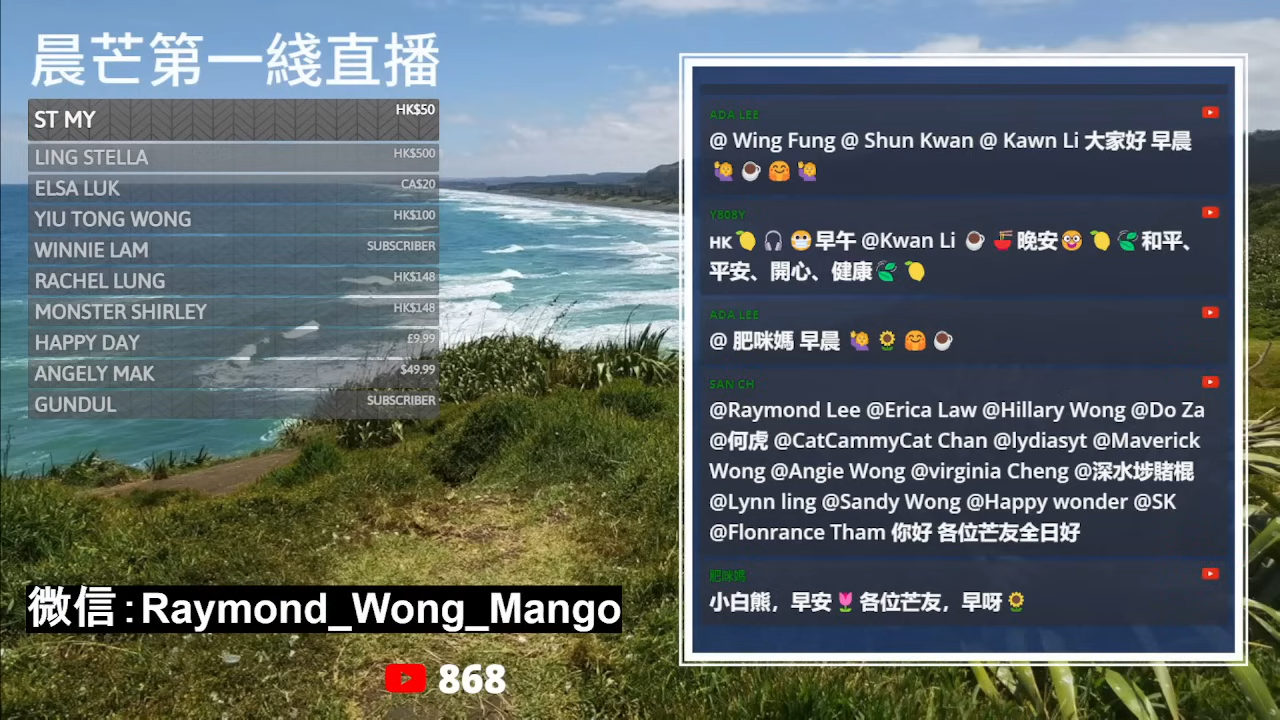 晨芒第一綫直播
ST MY HK$50
LING STELLA HK$500
ELSA LUK CA$20
YIU TONG WONG HK$100
WINNIE LAM SUBSCRIBER
RACHEL LUNG HK$148
MONSTER SHIRLEY HK$148
HAPPY DAY £9.99
ANGELY MAK $49.99
GUNDUL SUBSCRIBER
微信:Raymond_Wong_Mango
868
ADA LEE
@ Wing Fung @ Shun Kwan @ Kawn Li 大家好 早晨
🙋☕🤗🙋
Y80BY
HK🍋🎧😷早午 @Kwan Li ☕🍜晚安🤡🍋🍃和平、
平安、開心、健康🍃🍋
ADA LEE
@ 肥咪媽 早晨 🙋🌻🤗☕
SAN CH
@Raymond Lee @Erica Law @Hillary Wong @Do Za
@何虎 @CatCammyCat Chan @lydiasyt @Maverick
Wong @Angie Wong @virginia Cheng @深水埗賭棍
@Lynn ling @Sandy Wong @Happy wonder @SK
@Flonrance Tham 你好 各位芒友全日好
肥咪媽
小白熊，早安🌷各位芒友，早呀🌻